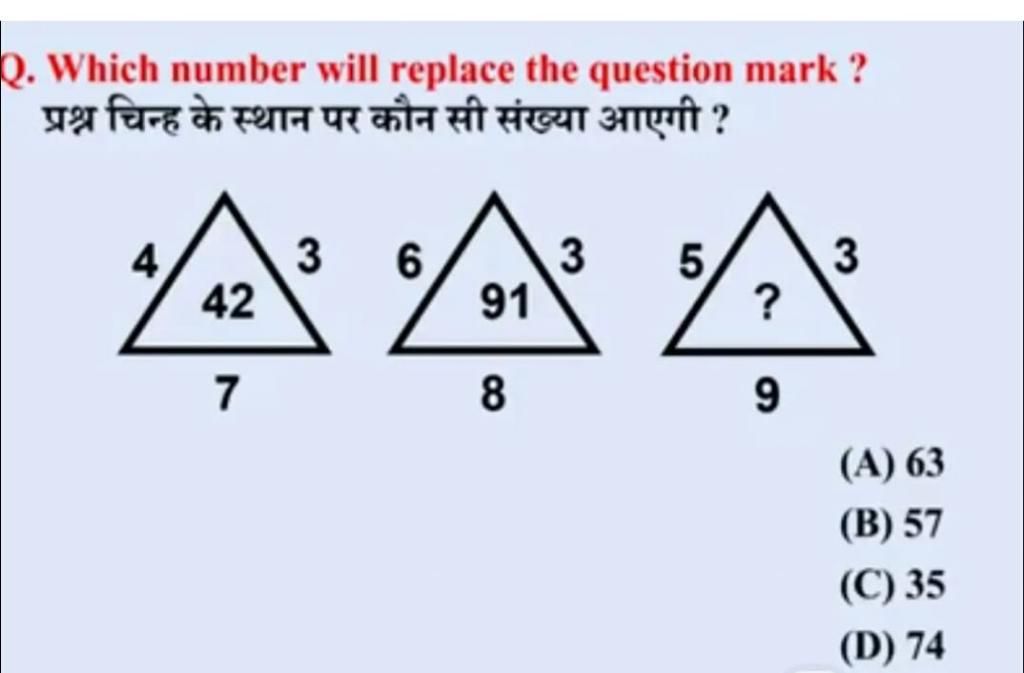 Q. Which number will replace the question mark ?
प्रश्न चिन्ह के स्थान पर कौन सी संख्या आएगी ?
4 3 6 3 5 3
42 91 ?
7 8 9
(A) 63
(B) 57
(C) 35
(D) 74